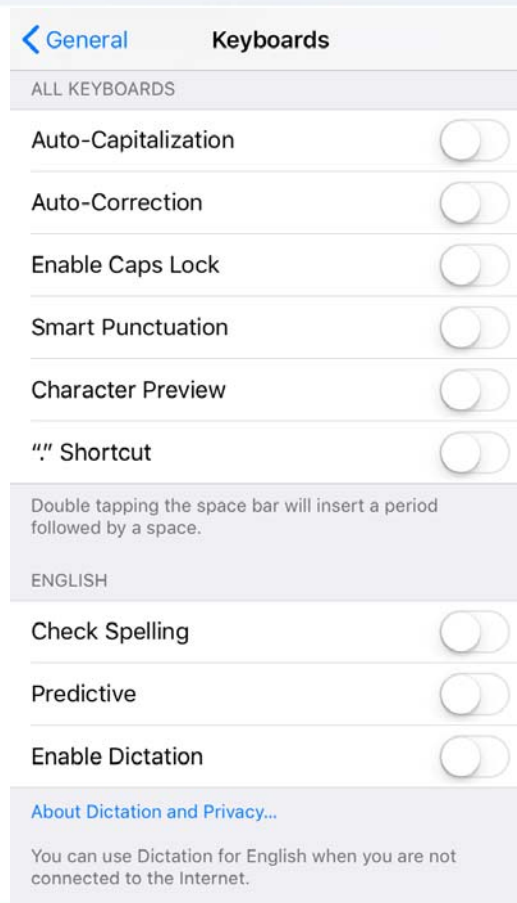 General
Keyboards
ALL KEYBOARDS
Auto-Capitalization
Auto-Correction
Enable Caps Lock
Smart Punctuation
Character Preview
“.” Shortcut
Double tapping the space bar will insert a period
followed by a space.
ENGLISH
Check Spelling
Predictive
Enable Dictation
About Dictation and Privacy...
You can use Dictation for English when you are not
connected to the Internet.